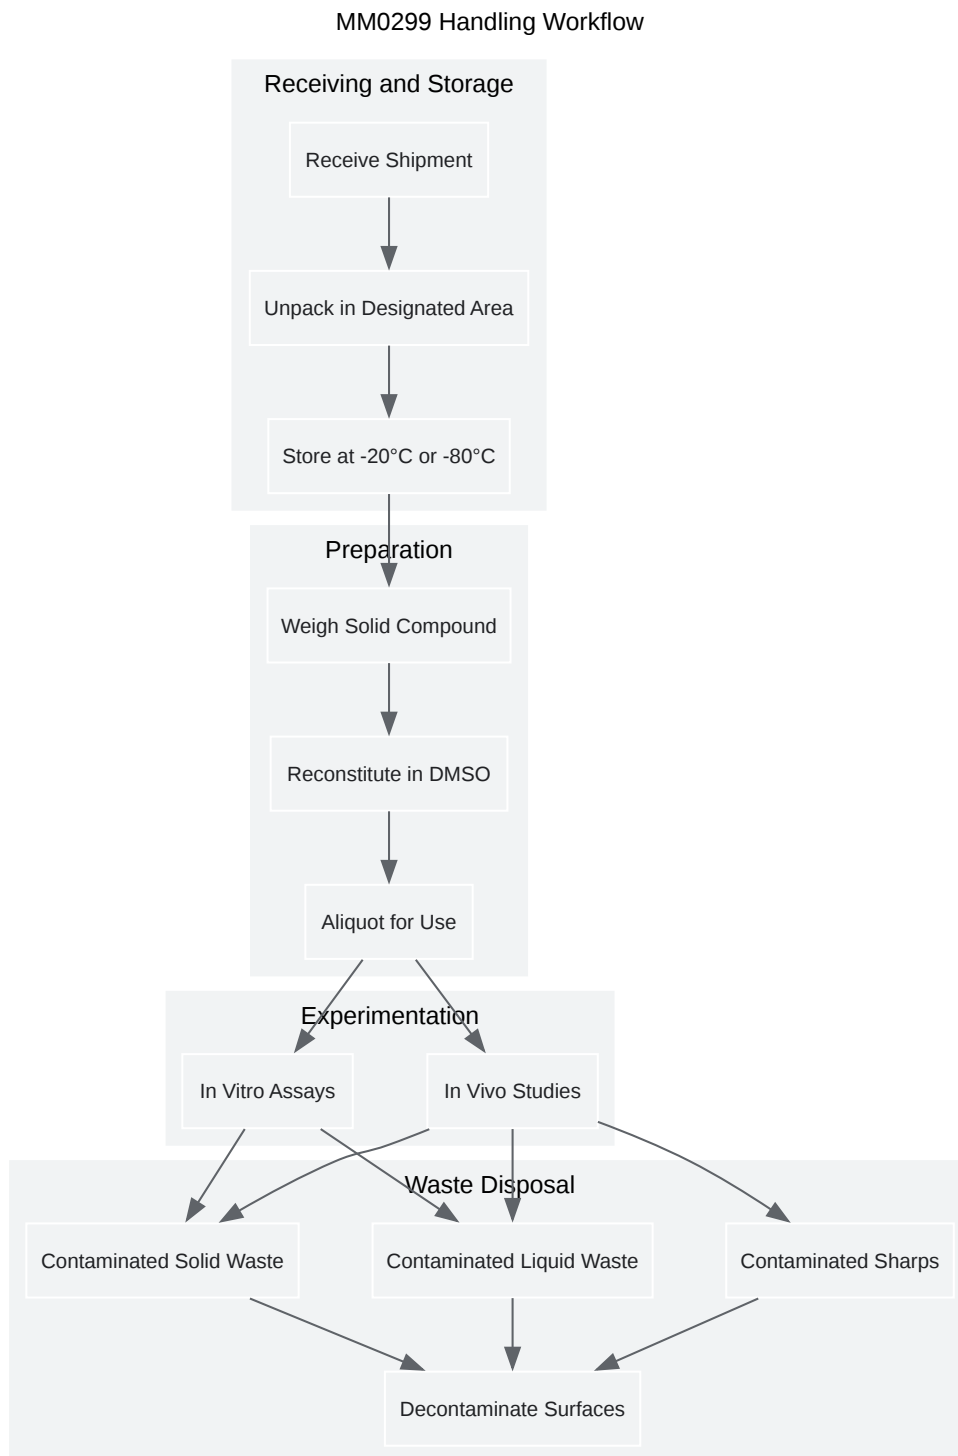 MM0299 Handling Workflow
Receiving and Storage
Receive Shipment
Unpack in Designated Area
Store at -20°C or -80°C
Preparation
Weigh Solid Compound
Reconstitute in DMSO
Aliquot for Use
Experimentation
In Vitro Assays
In Vivo Studies
Waste Disposal
Contaminated Solid Waste
Contaminated Liquid Waste
Contaminated Sharps
Decontaminate Surfaces